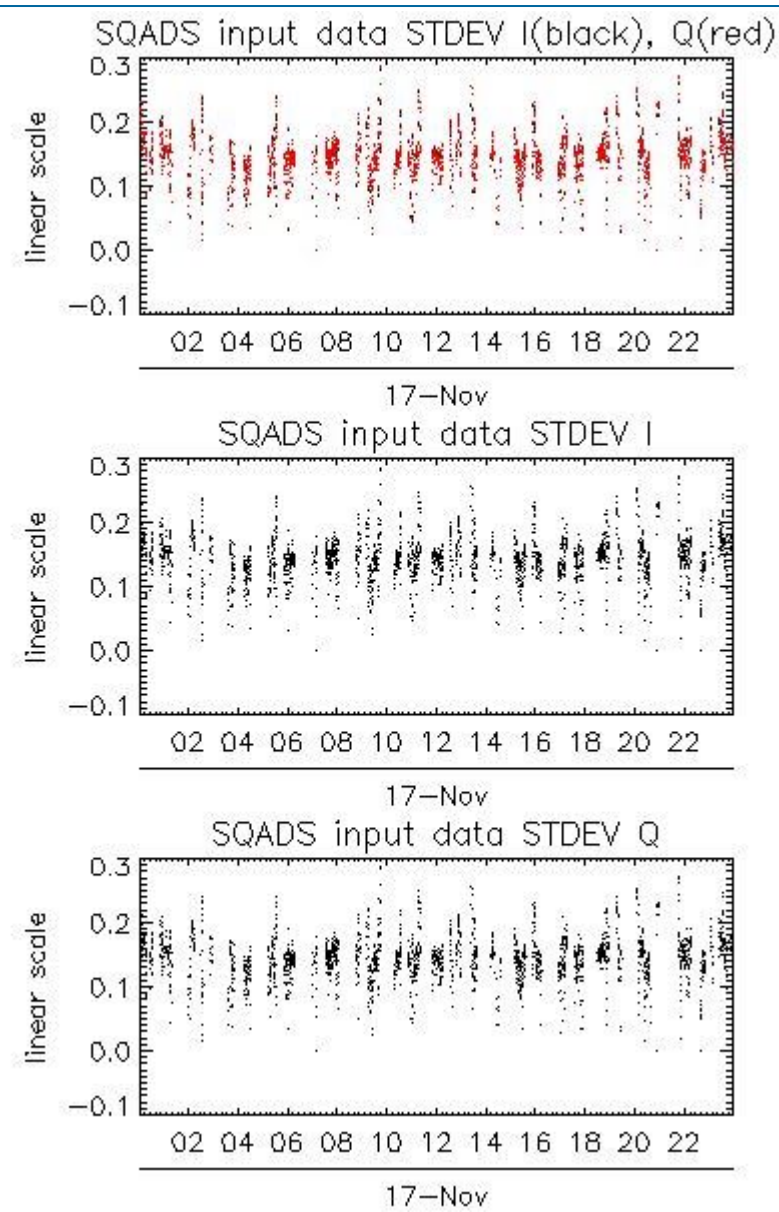 SQADS input data STDEV I(black), Q(red)
0.3
0.2
0.1
0.0
−0.1
linear scale
02 04 06 08 10 12 14 16 18 20 22
17−Nov
SQADS input data STDEV I
0.3
0.2
0.1
0.0
−0.1
linear scale
02 04 06 08 10 12 14 16 18 20 22
17−Nov
SQADS input data STDEV Q
0.3
0.2
0.1
0.0
−0.1
linear scale
02 04 06 08 10 12 14 16 18 20 22
17−Nov